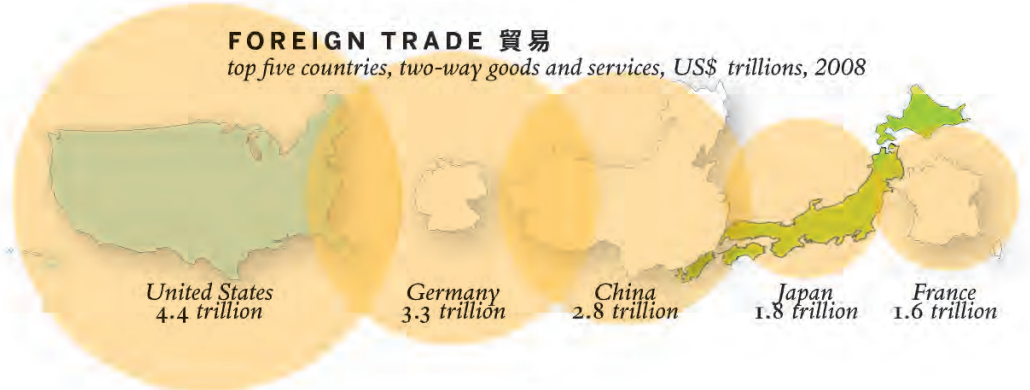 FOREIGN TRADE 貿易
top five countries, two-way goods and services, US$ trillions, 2008
United States
4.4 trillion
Germany
3.3 trillion
China
2.8 trillion
Japan
1.8 trillion
France
1.6 trillion